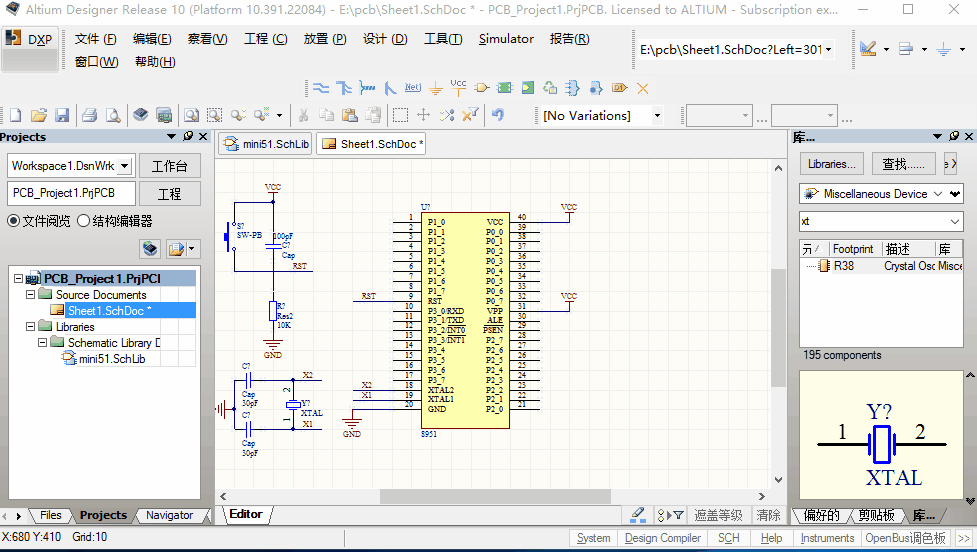 Altium Designer Release 10 (Platform 10.391.22084) - E:\pcb\Sheet1.SchDoc * - PCB_Project1.PrjPCB. Licensed to ALTIUM - Subscription ex...
DXP 文件 (F) 编辑(E) 察看(V) 工程 (C) 放置 (P) 设计 (D) 工具(T) Simulator 报告(R)
窗口(W) 帮助(H)
E:\pcb\Sheet1.SchDoc?Left=301
Net VCC D
[No Variations] ... ...
Projects
Workspace1.DsnWrk 工作台
PCB_Project1.PrjPCB 工程
文件阅览 结构编辑器
PCB_Project1.PrjPCI
Source Documents
Sheet1.SchDoc *
Libraries
Schematic Library D
mini51.SchLib
Files Projects Navigator
mini51.SchLib Sheet1.SchDoc *
VCC
S?
SW-PB
100pF
C?
Cap
RST
R?
Res2
10K
GND
C?
Cap
30pF
X2
2
Y?
XTAL
1
X1
C?
Cap
30pF
U?
1 P1_0 VCC 40 VCC
2 P1_1 P0_0 39
3 P1_2 P0_1 38
4 P1_3 P0_2 37
5 P1_4 P0_3 36
6 P1_5 P0_4 35
7 P1_6 P0_5 34
8 P1_7 P0_6 33
RST 9 RST P0_7 32
10 P3_0/RXD VPP 31 VCC
11 P3_1/TXD ALE 30
12 P3_2/INT0 PSEN 29
13 P3_3/INT1 P2_7 28
14 P3_4 P2_6 27
15 P3_5 P2_5 26
16 P3_6 P2_4 25
17 P3_7 P2_3 24
X2 18 XTAL2 P2_2 23
X1 19 XTAL1 P2_1 22
20 GND P2_0 21
GND
8951
Editor
遮盖等级 清除
库...
Libraries... 查找......
Miscellaneous Device
xt
Footprint 描述 库
R38 Crystal Osc Misce
195 components
Y?
1 2
XTAL
偏好的 剪贴板 库...
X:680 Y:410 Grid:10
System Design Compiler SCH Help Instruments OpenBus调色板 >>